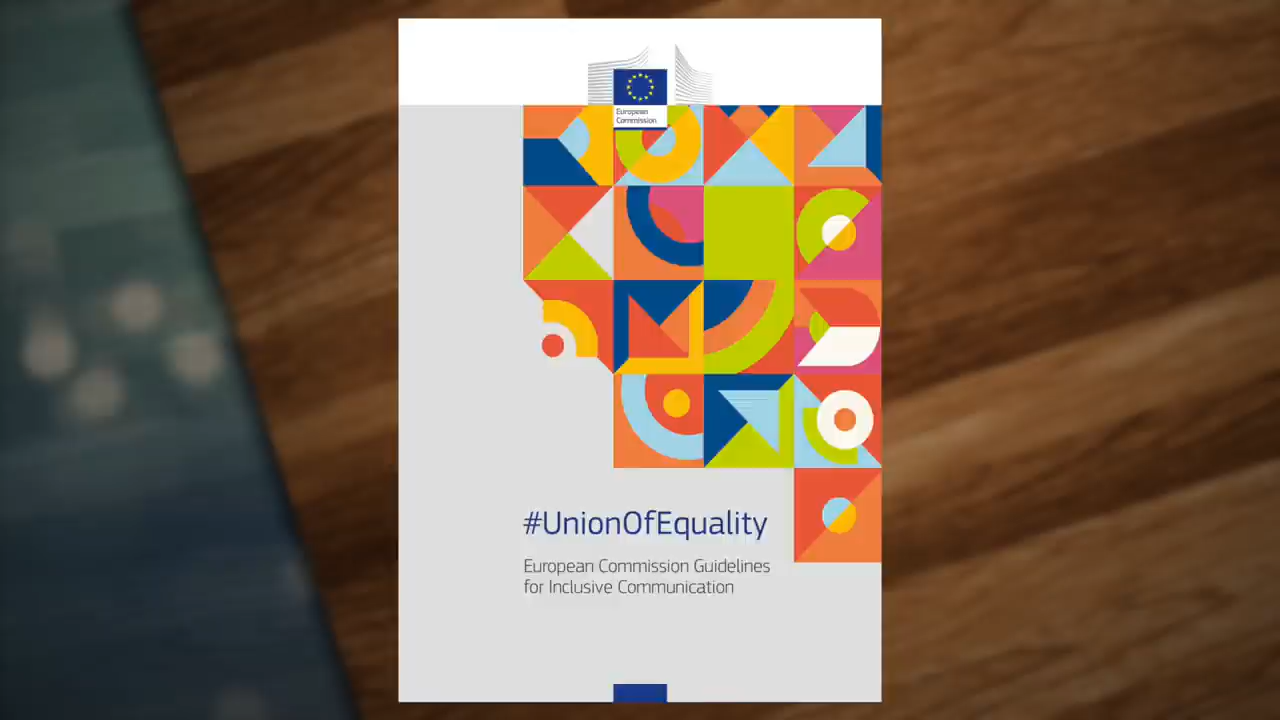 European
Commission
#UnionOfEquality
European Commission Guidelines
for Inclusive Communication